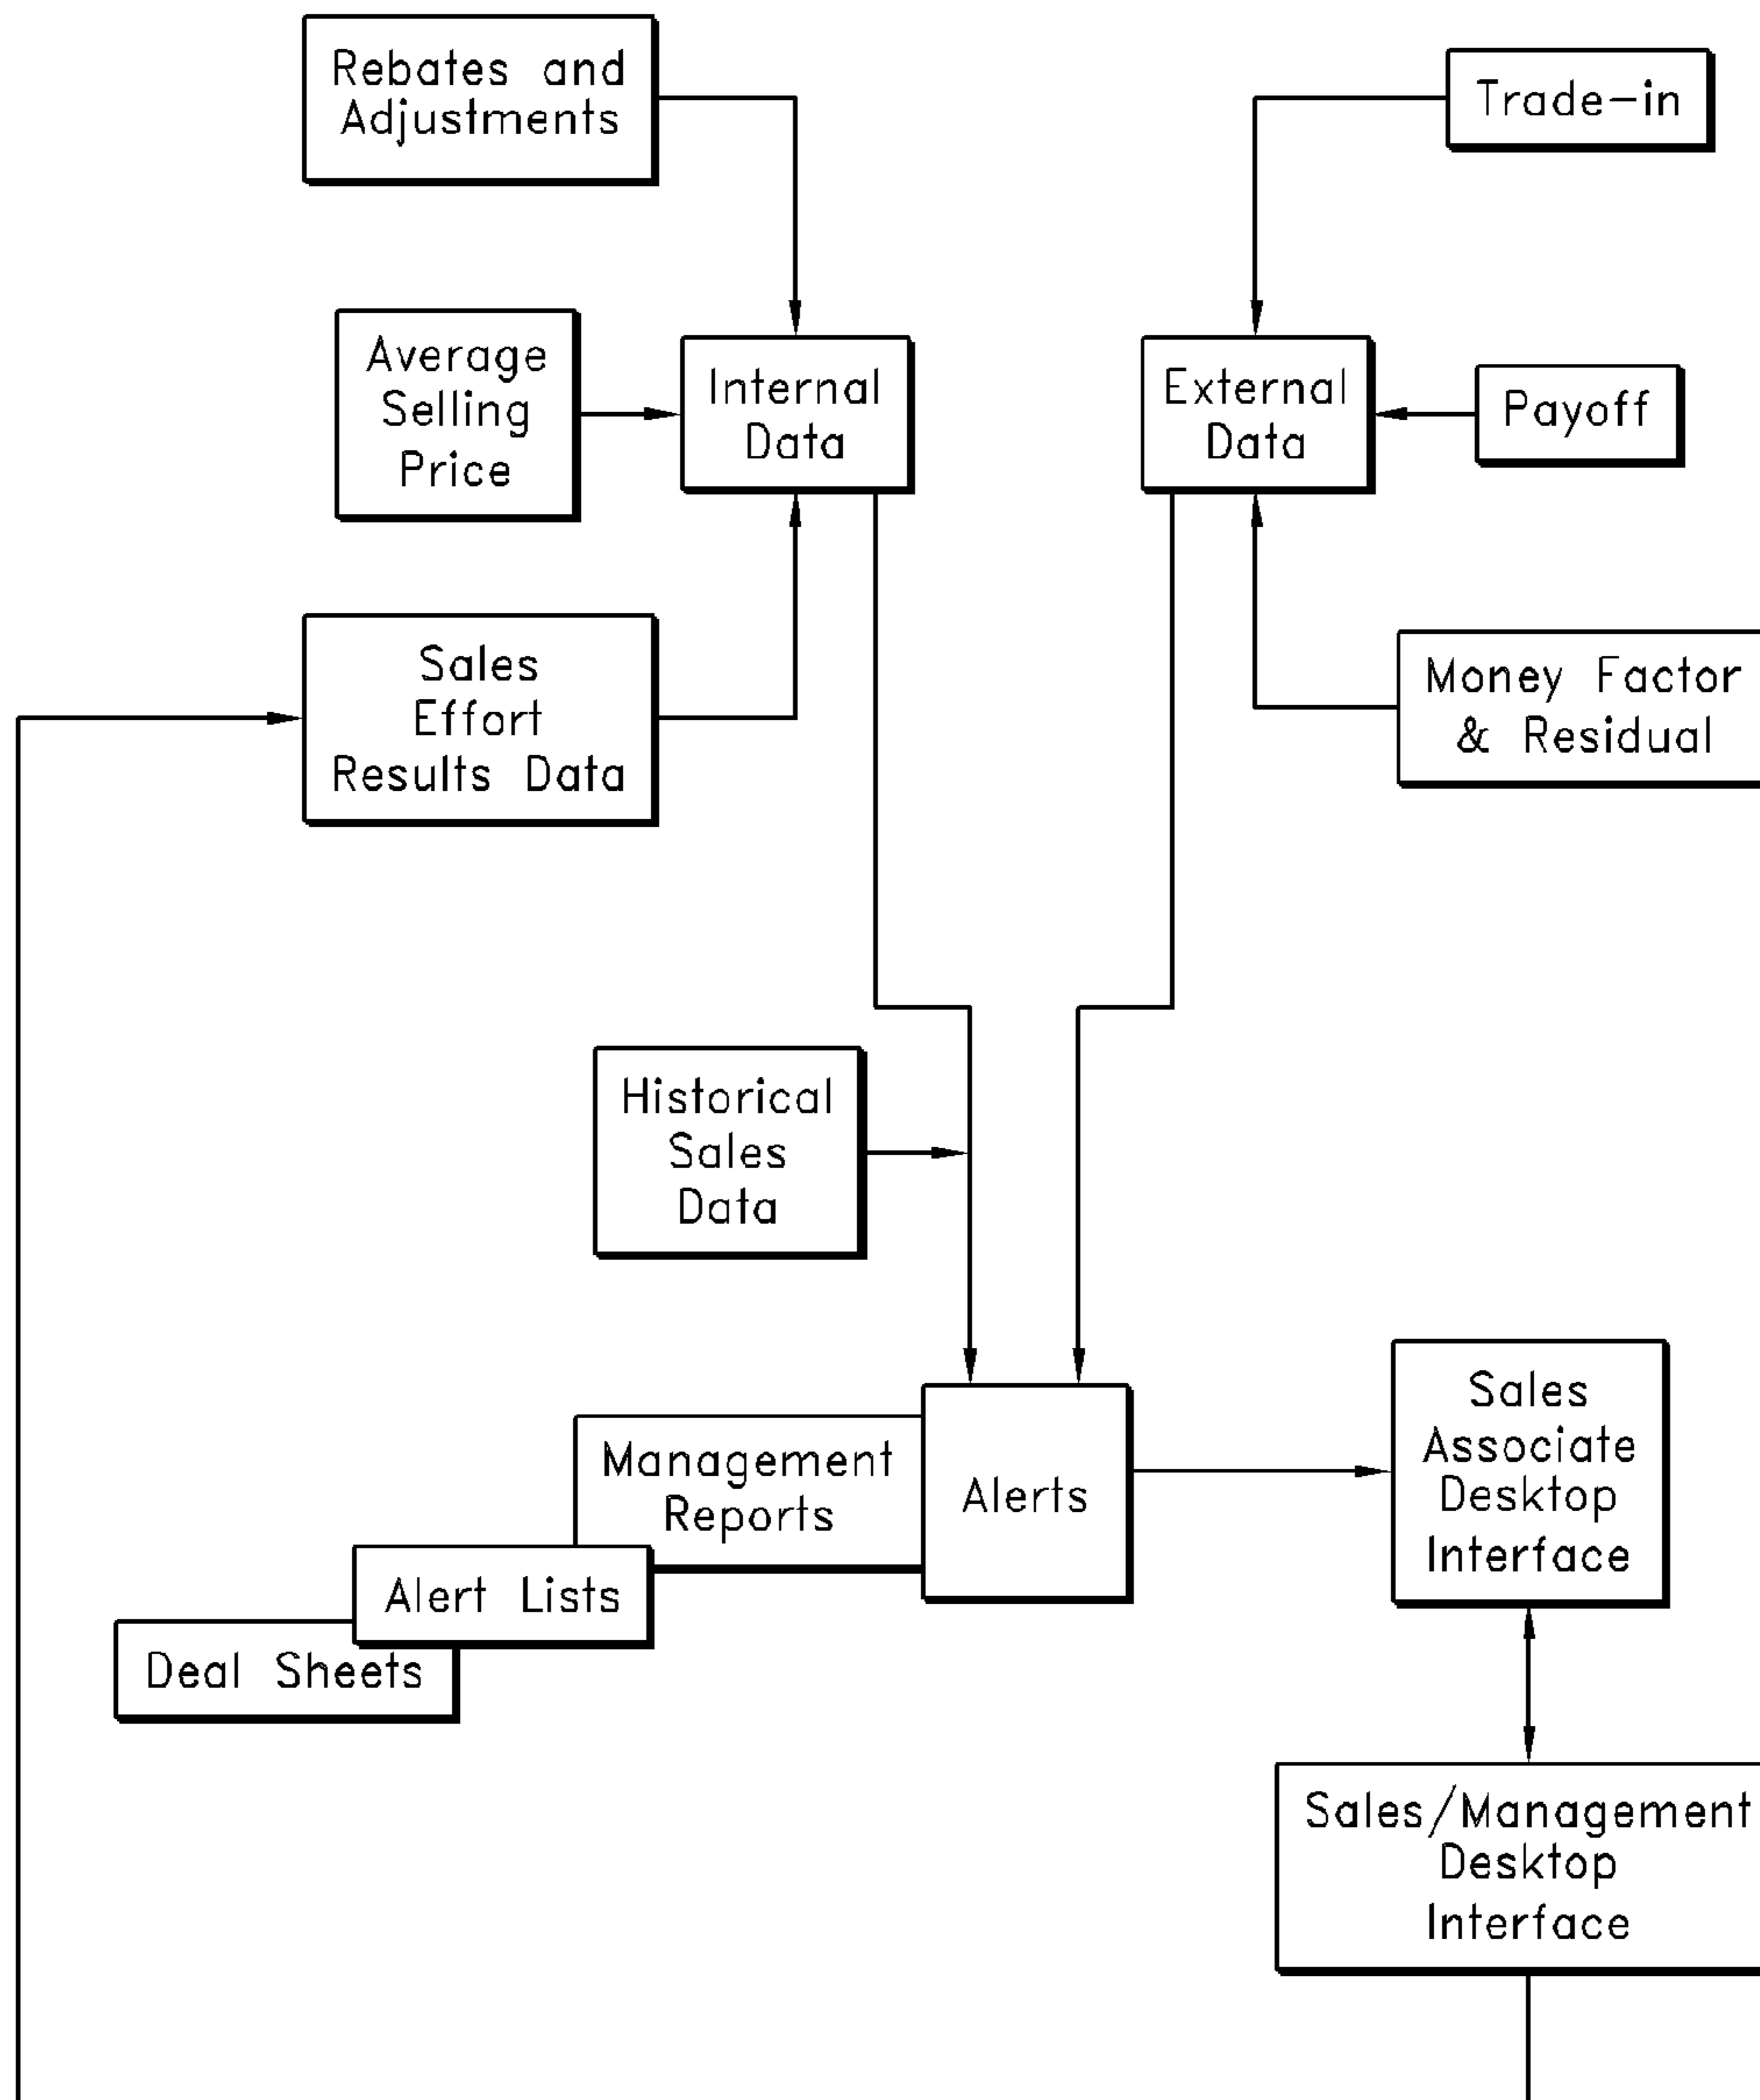 Rebates and
Adjustments
Trade-in
Average
Selling
Price
Internal
Data
External
Data
Payoff
Sales
Effort
Results Data
Money Factor
& Residual
Historical
Sales
Data
Management
Reports
Alerts
Sales
Associate
Desktop
Interface
Alert Lists
Deal Sheets
Sales/Management
Desktop
Interface